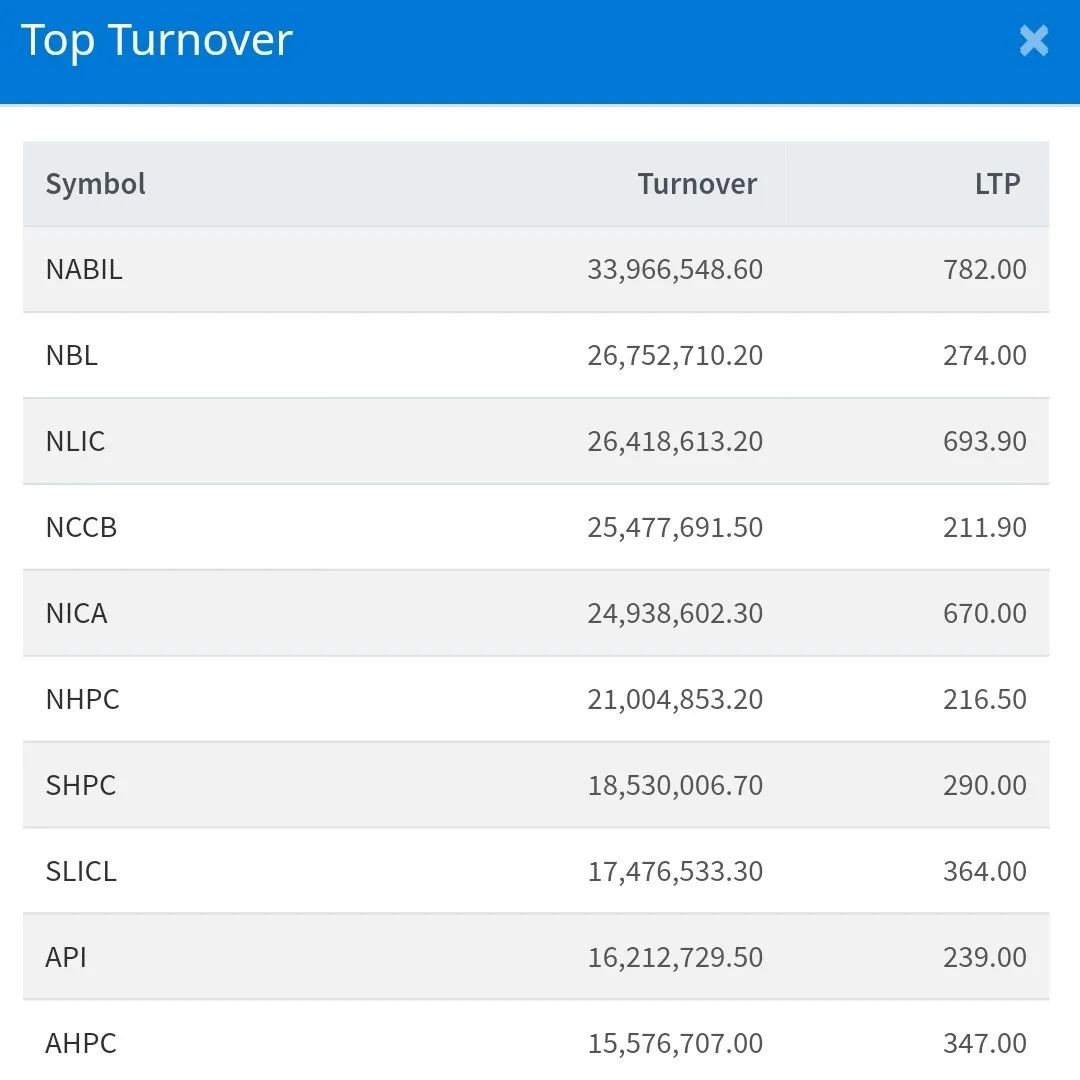 Top Turnover
Symbol Turnover LTP
NABIL 33,966,548.60 782.00
NBL 26,752,710.20 274.00
NLIC 26,418,613.20 693.90
NCCB 25,477,691.50 211.90
NICA 24,938,602.30 670.00
NHPC 21,004,853.20 216.50
SHPC 18,530,006.70 290.00
SLICL 17,476,533.30 364.00
API 16,212,729.50 239.00
AHPC 15,576,707.00 347.00